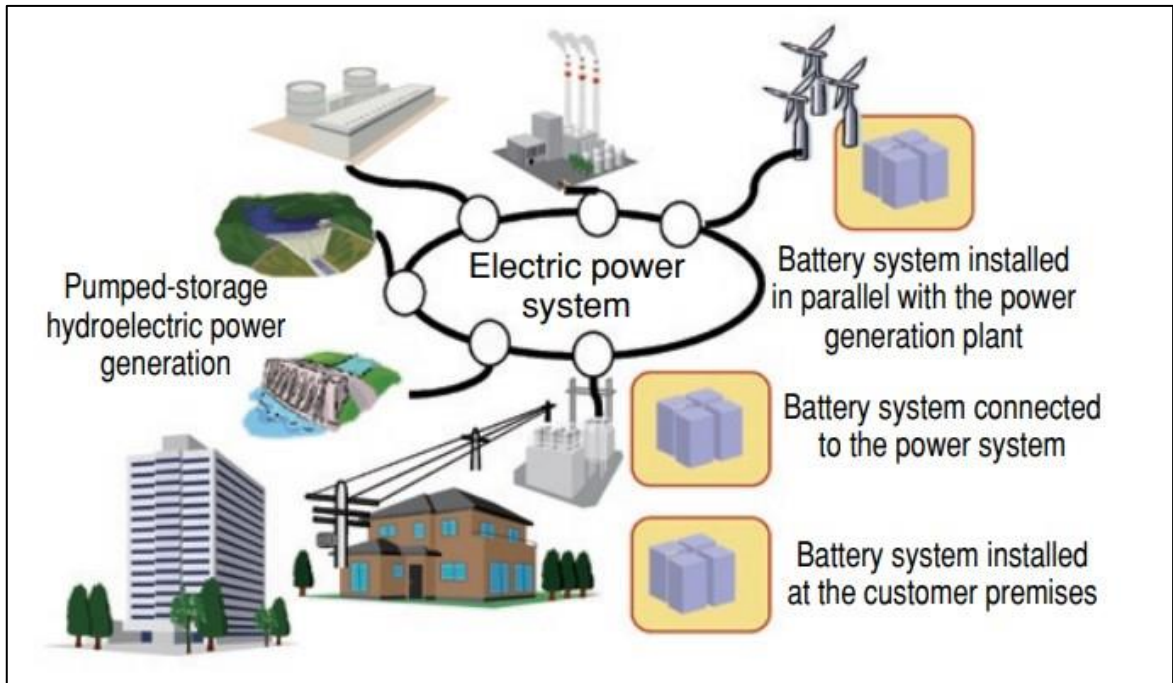 Electric power
system
Pumped-storage
hydroelectric power
generation
Battery system installed
in parallel with the power
generation plant
Battery system connected
to the power system
Battery system installed
at the customer premises